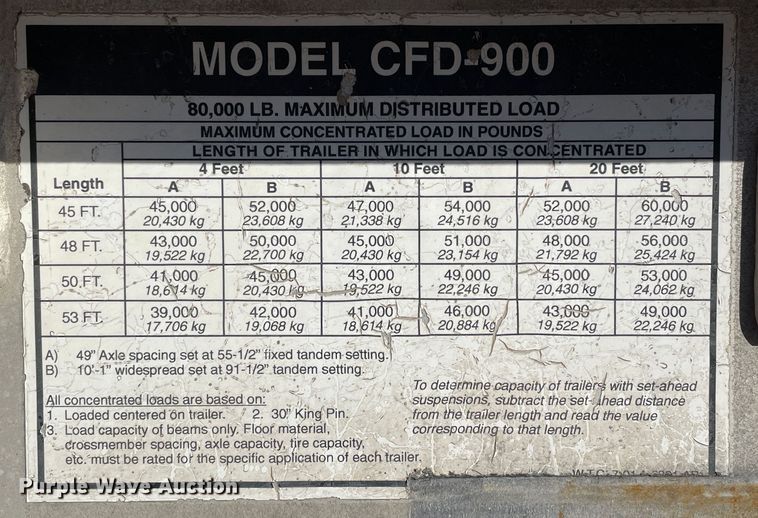 MODEL CFD-900
80,000 LB. MAXIMUM DISTRIBUTED LOAD
MAXIMUM CONCENTRATED LOAD IN POUNDS
LENGTH OF TRAILER IN WHICH LOAD IS CONCENTRATED
4 Feet 10 Feet 20 Feet
Length A B A B A B
45 FT. 45,000 52,000 47,000 54,000 52,000 60,000
20,430 kg 23,608 kg 21,338 kg 24,516 kg 23,608 kg 27,240 kg
48 FT. 43,000 50,000 45,000 51,000 48,000 56,000
19,522 kg 22,700 kg 20,430 kg 23,154 kg 21,792 kg 25,424 kg
50 FT. 41,000 45,000 43,000 49,000 45,000 53,000
18,614 kg 20,430 kg 19,522 kg 22,246 kg 20,430 kg 24,062 kg
53 FT. 39,000 42,000 41,000 46,000 43,000 49,000
17,706 kg 19,068 kg 18,614 kg 20,884 kg 19,522 kg 22,246 kg
A) 49" Axle spacing set at 55-1/2" fixed tandem setting.
B) 10'-1" widespread set at 91-1/2" tandem setting.
All concentrated loads are based on:
1. Loaded centered on trailer. 2. 30" King Pin.
3. Load capacity of beams only. Floor material,
crossmember spacing, axle capacity, tire capacity,
etc. must be rated for the specific application of each trailer.
To determine capacity of trailers with set-ahead
suspensions, subtract the set-ahead distance
from the trailer length and read the value
corresponding to that length.
Purple Wave Auction